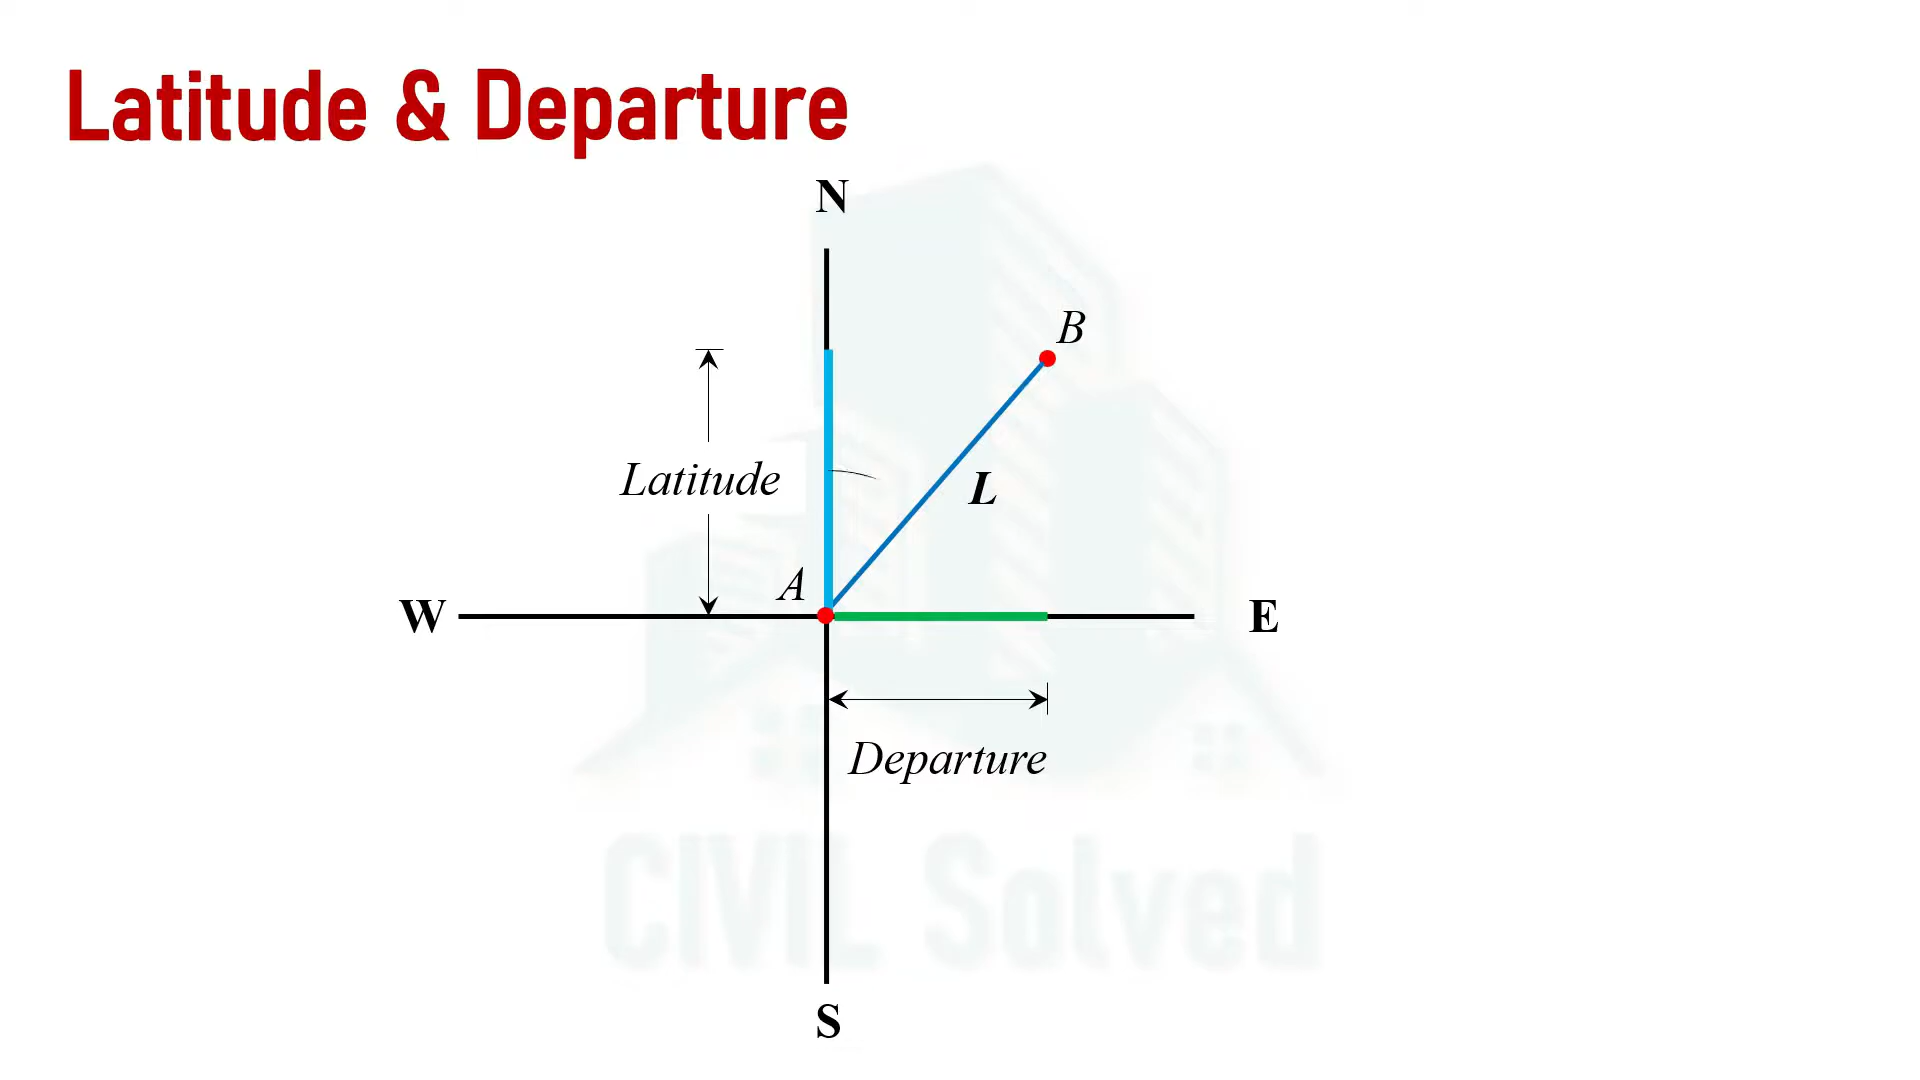 Latitude & Departure
N
B
Latitude
L
A
W
E
Departure
CIVIL Solved
S